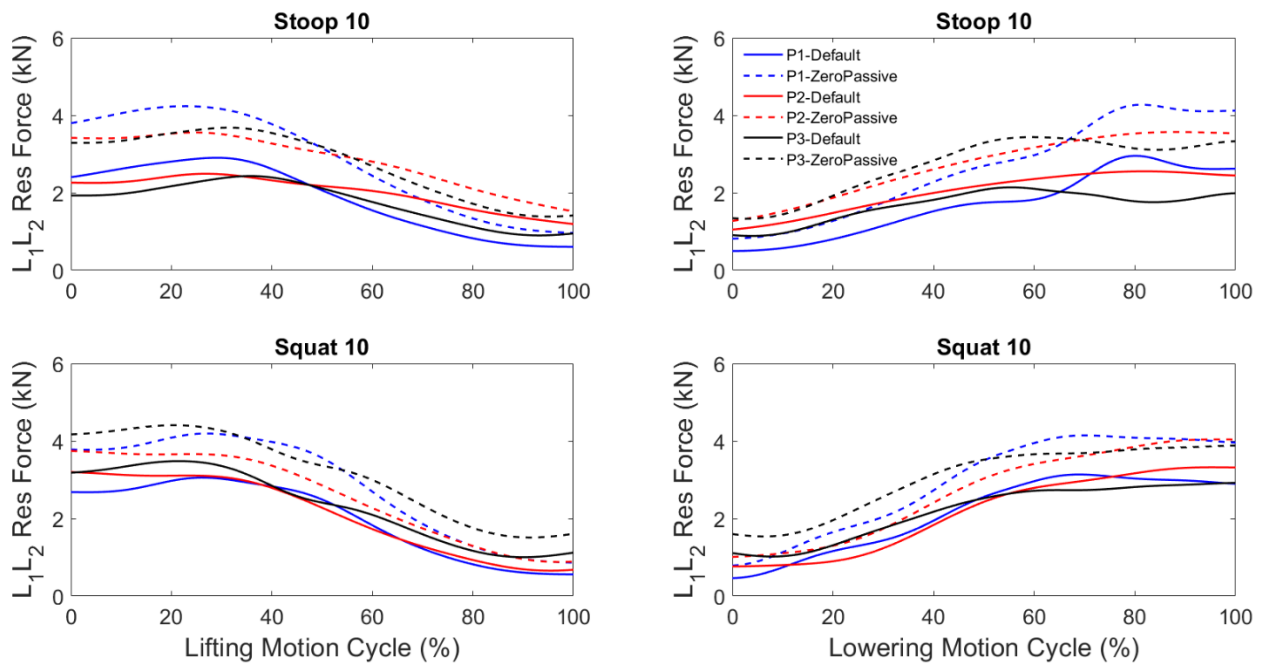 Stoop 10
L1L2 Res Force (kN)
6
4
2
0
0 20 40 60 80 100
Stoop 10
L1L2 Res Force (kN)
6
4
2
0
P1-Default
P1-ZeroPassive
P2-Default
P2-ZeroPassive
P3-Default
P3-ZeroPassive
0 20 40 60 80 100
Squat 10
L1L2 Res Force (kN)
6
4
2
0
0 20 40 60 80 100
Lifting Motion Cycle (%)
Squat 10
L1L2 Res Force (kN)
6
4
2
0
0 20 40 60 80 100
Lowering Motion Cycle (%)